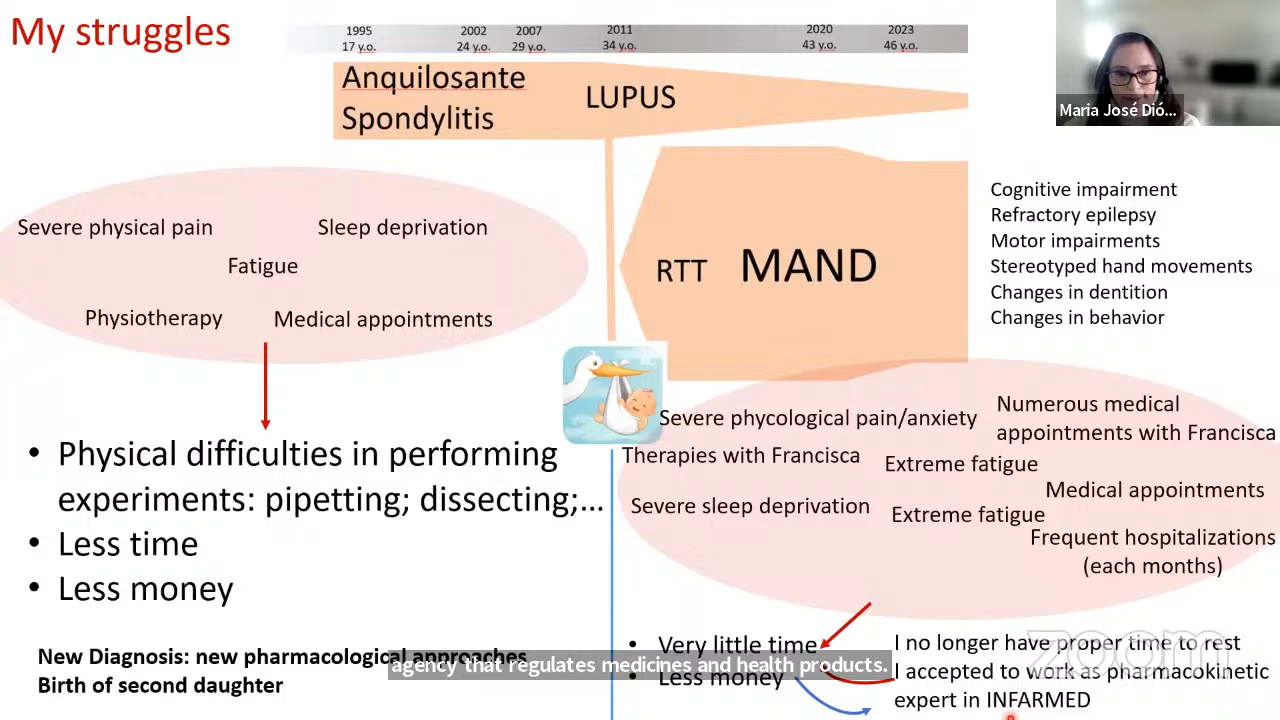 My struggles
1995
17 y.o.
2002
24 y.o.
2007
29 y.o.
2011
34 y.o.
2020
43 y.o.
2023
46 y.o.
Anquilosante
Spondylitis
LUPUS
Maria José Dió...
RTT MAND
Cognitive impairment
Refractory epilepsy
Motor impairments
Stereotyped hand movements
Changes in dentition
Changes in behavior
Severe physical pain
Sleep deprivation
Fatigue
Physiotherapy
Medical appointments
• Physical difficulties in performing
experiments: pipetting; dissecting;...
• Less time
• Less money
New Diagnosis: new pharmacological approaches
Birth of second daughter
Severe phycological pain/anxiety
Numerous medical
appointments with Francisca
Therapies with Francisca
Extreme fatigue
Medical appointments
Severe sleep deprivation
Extreme fatigue
Frequent hospitalizations
(each months)
• Very little time
• Less money
I no longer have proper time to rest
I accepted to work as pharmacokinetic
expert in INFARMED
agency that regulates medicines and health products.
zoom